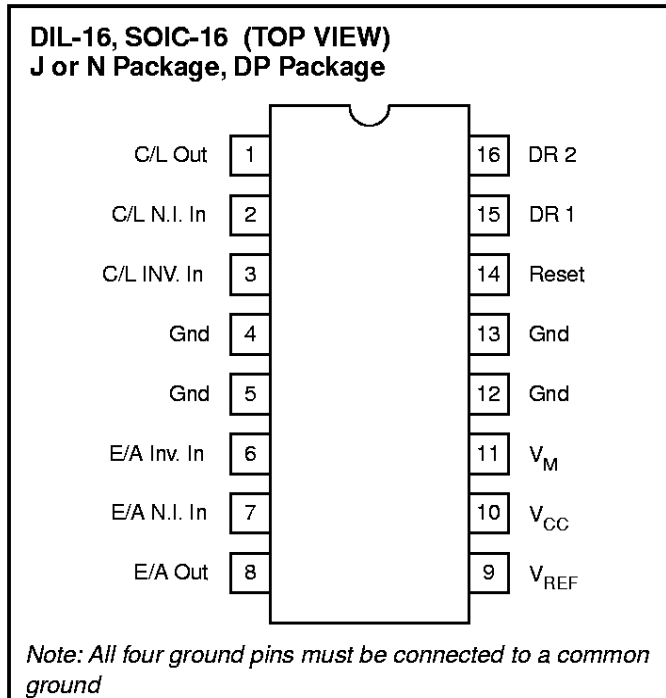 DIL-16, SOIC-16 (TOP VIEW)
J or N Package, DP Package
C/L Out 1 16 DR 2
C/L N.I. In 2 15 DR 1
C/L INV. In 3 14 Reset
Gnd 4 13 Gnd
Gnd 5 12 Gnd
E/A Inv. In 6 11 VM
E/A N.I. In 7 10 VCC
E/A Out 8 9 VREF
Note: All four ground pins must be connected to a common
ground